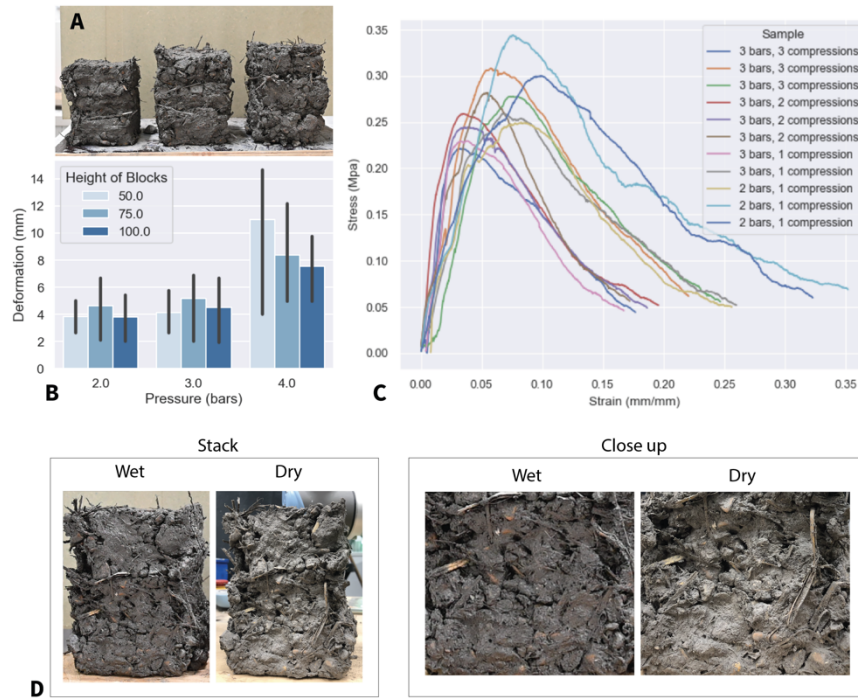 A
Height of Blocks
50.0
75.0
100.0
Deformation (mm)
14
12
10
8
6
4
2
0
2.0 3.0 4.0
Pressure (bars)
B
Sample
3 bars, 3 compressions
3 bars, 3 compressions
3 bars, 3 compressions
3 bars, 2 compressions
3 bars, 2 compressions
3 bars, 2 compressions
3 bars, 1 compression
3 bars, 1 compression
2 bars, 1 compression
2 bars, 1 compression
2 bars, 1 compression
Stress (Mpa)
0.35
0.30
0.25
0.20
0.15
0.10
0.05
0.00
0.00 0.05 0.10 0.15 0.20 0.25 0.30 0.35
Strain (mm/mm)
C
Stack
Wet Dry
Close up
Wet Dry
D